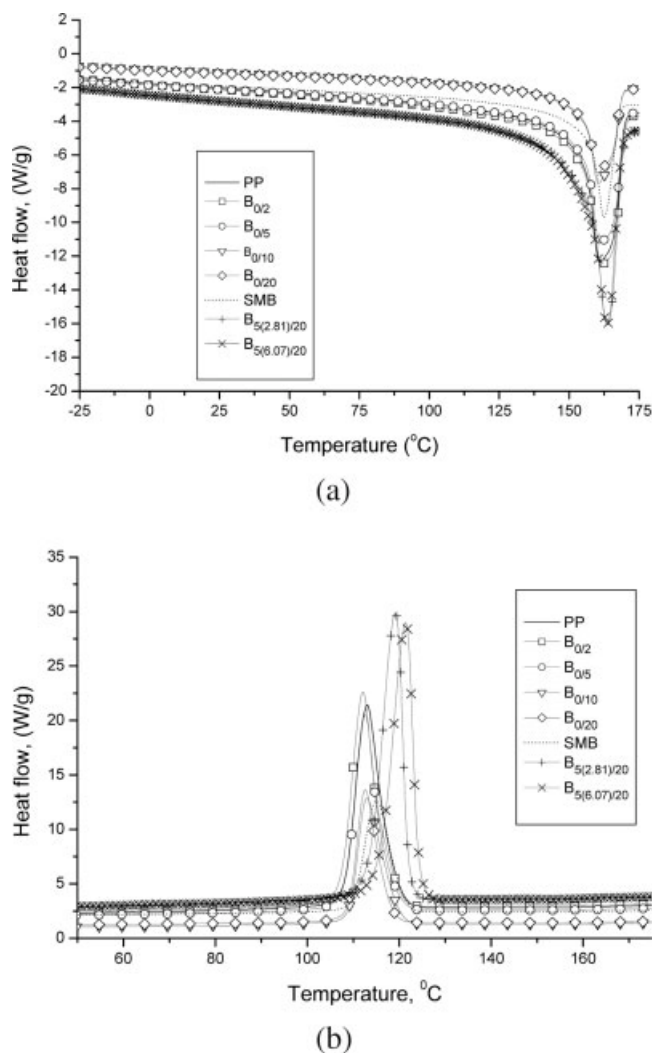 2
0
-2
-4
-6
-8
-10
-12
-14
-16
-18
-20
Heat flow, (W/g)
PP
B0/2
B0/5
B0/10
B0/20
SMB
B5(2.81)/20
B5(6.07)/20
-25 0 25 50 75 100 125 150 175
Temperature (°C)
(a)
35
30
25
20
15
10
5
0
Heat flow, (W/g)
PP
B0/2
B0/5
B0/10
B0/20
SMB
B5(2.81)/20
B5(6.07)/20
60 80 100 120 140 160
Temperature, °C
(b)